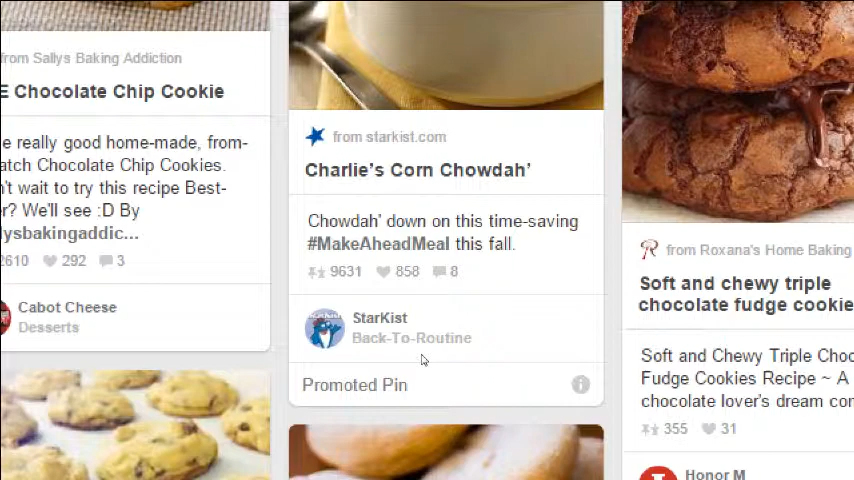 from Sallys Baking Addiction
E Chocolate Chip Cookie
e really good home-made, from-
atch Chocolate Chip Cookies.
n't wait to try this recipe Best-
er? We'll see :D By
lysbakingaddic...
2610 292 3
Cabot Cheese
Desserts
from starkist.com
Charlie's Corn Chowdah'
Chowdah' down on this time-saving
#MakeAheadMeal this fall.
9631 858 8
StarKist
Back-To-Routine
Promoted Pin
from Roxana's Home Baking
Soft and chewy triple
chocolate fudge cookie
Soft and Chewy Triple Choc
Fudge Cookies Recipe ~ A
chocolate lover's dream con
355 31
Honor M